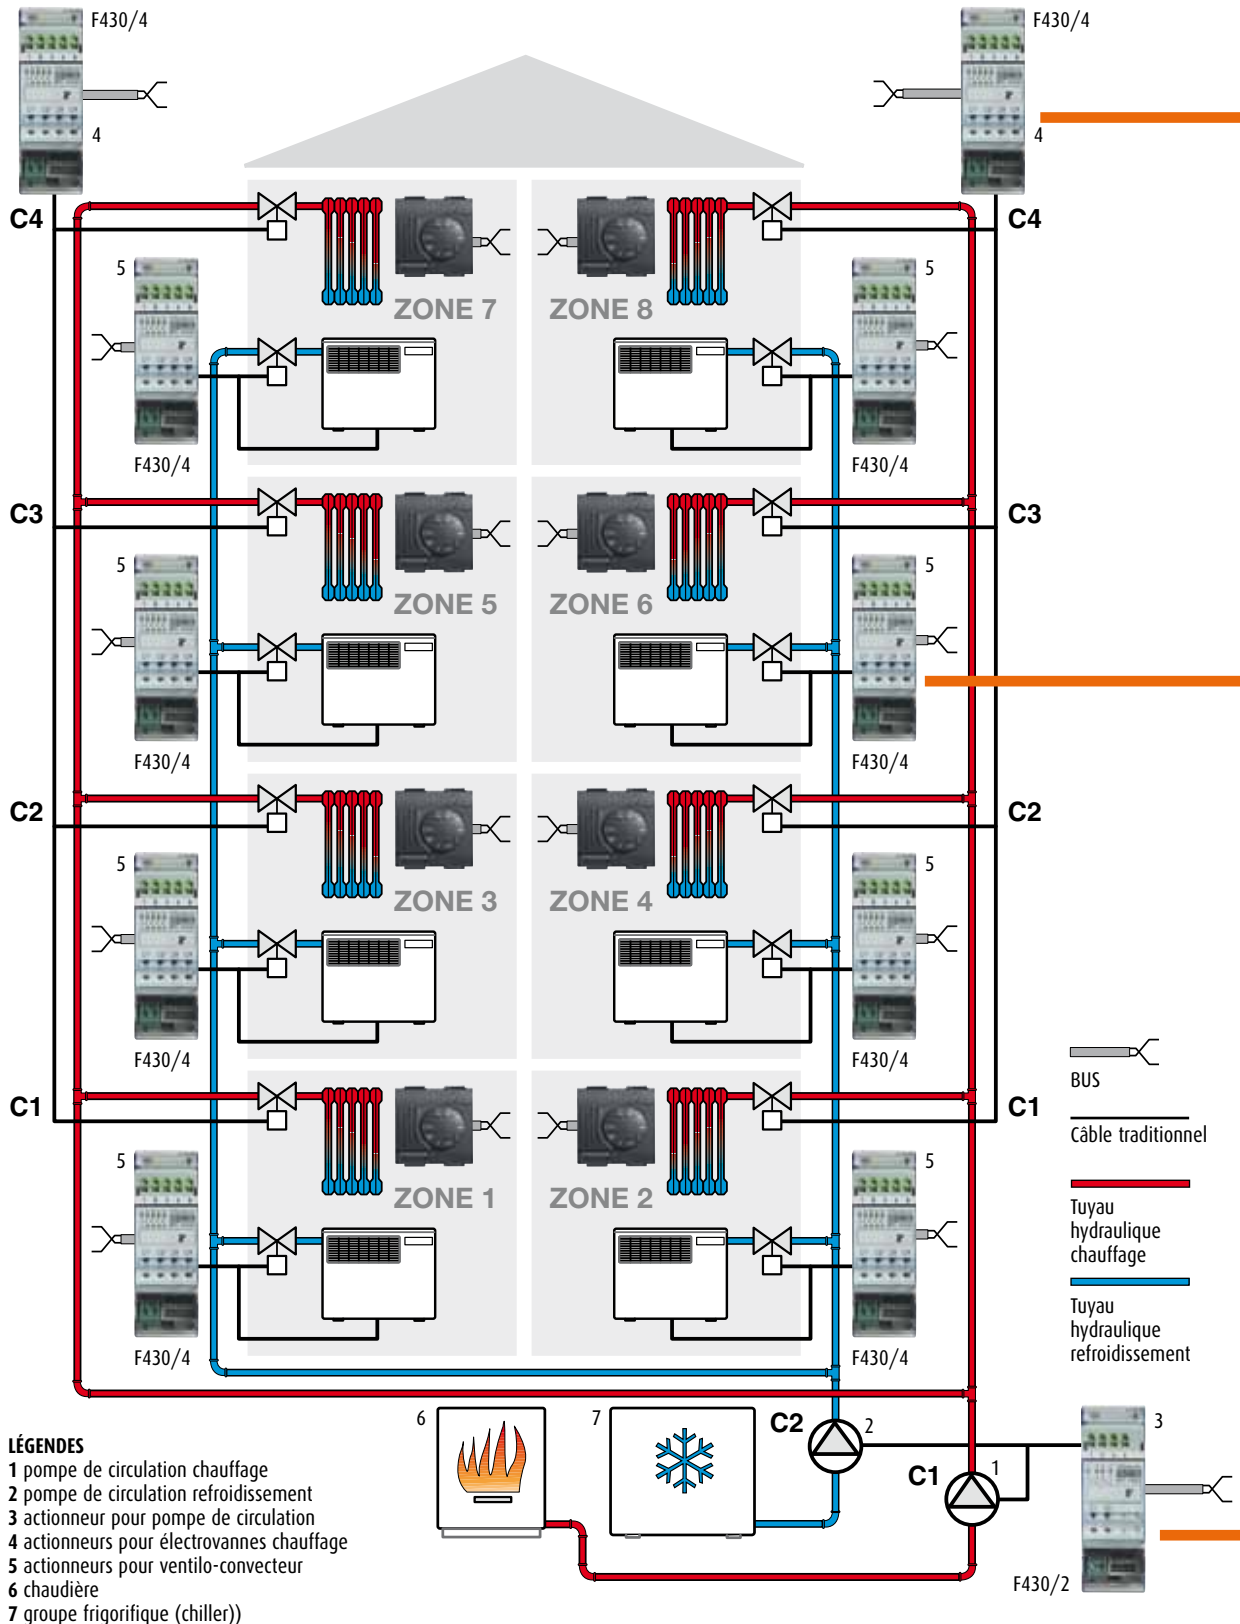 F430/4
F430/4
4
4
C4
C4
5
5
ZONE 7
ZONE 8
F430/4
F430/4
C3
C3
5
5
ZONE 5
ZONE 6
F430/4
F430/4
C2
C2
5
5
ZONE 3
ZONE 4
F430/4
F430/4
C1
C1
5
5
ZONE 1
ZONE 2
F430/4
F430/4
BUS
Câble traditionnel
Tuyau
hydraulique
chauffage
Tuyau
hydraulique
refroidissement
6
7
C2
2
C1
1
3
F430/2
LÉGENDES
1 pompe de circulation chauffage
2 pompe de circulation refroidissement
3 actionneur pour pompe de circulation
4 actionneurs pour électrovannes chauffage
5 actionneurs pour ventilo-convecteur
6 chaudière
7 groupe frigorifique (chiller))